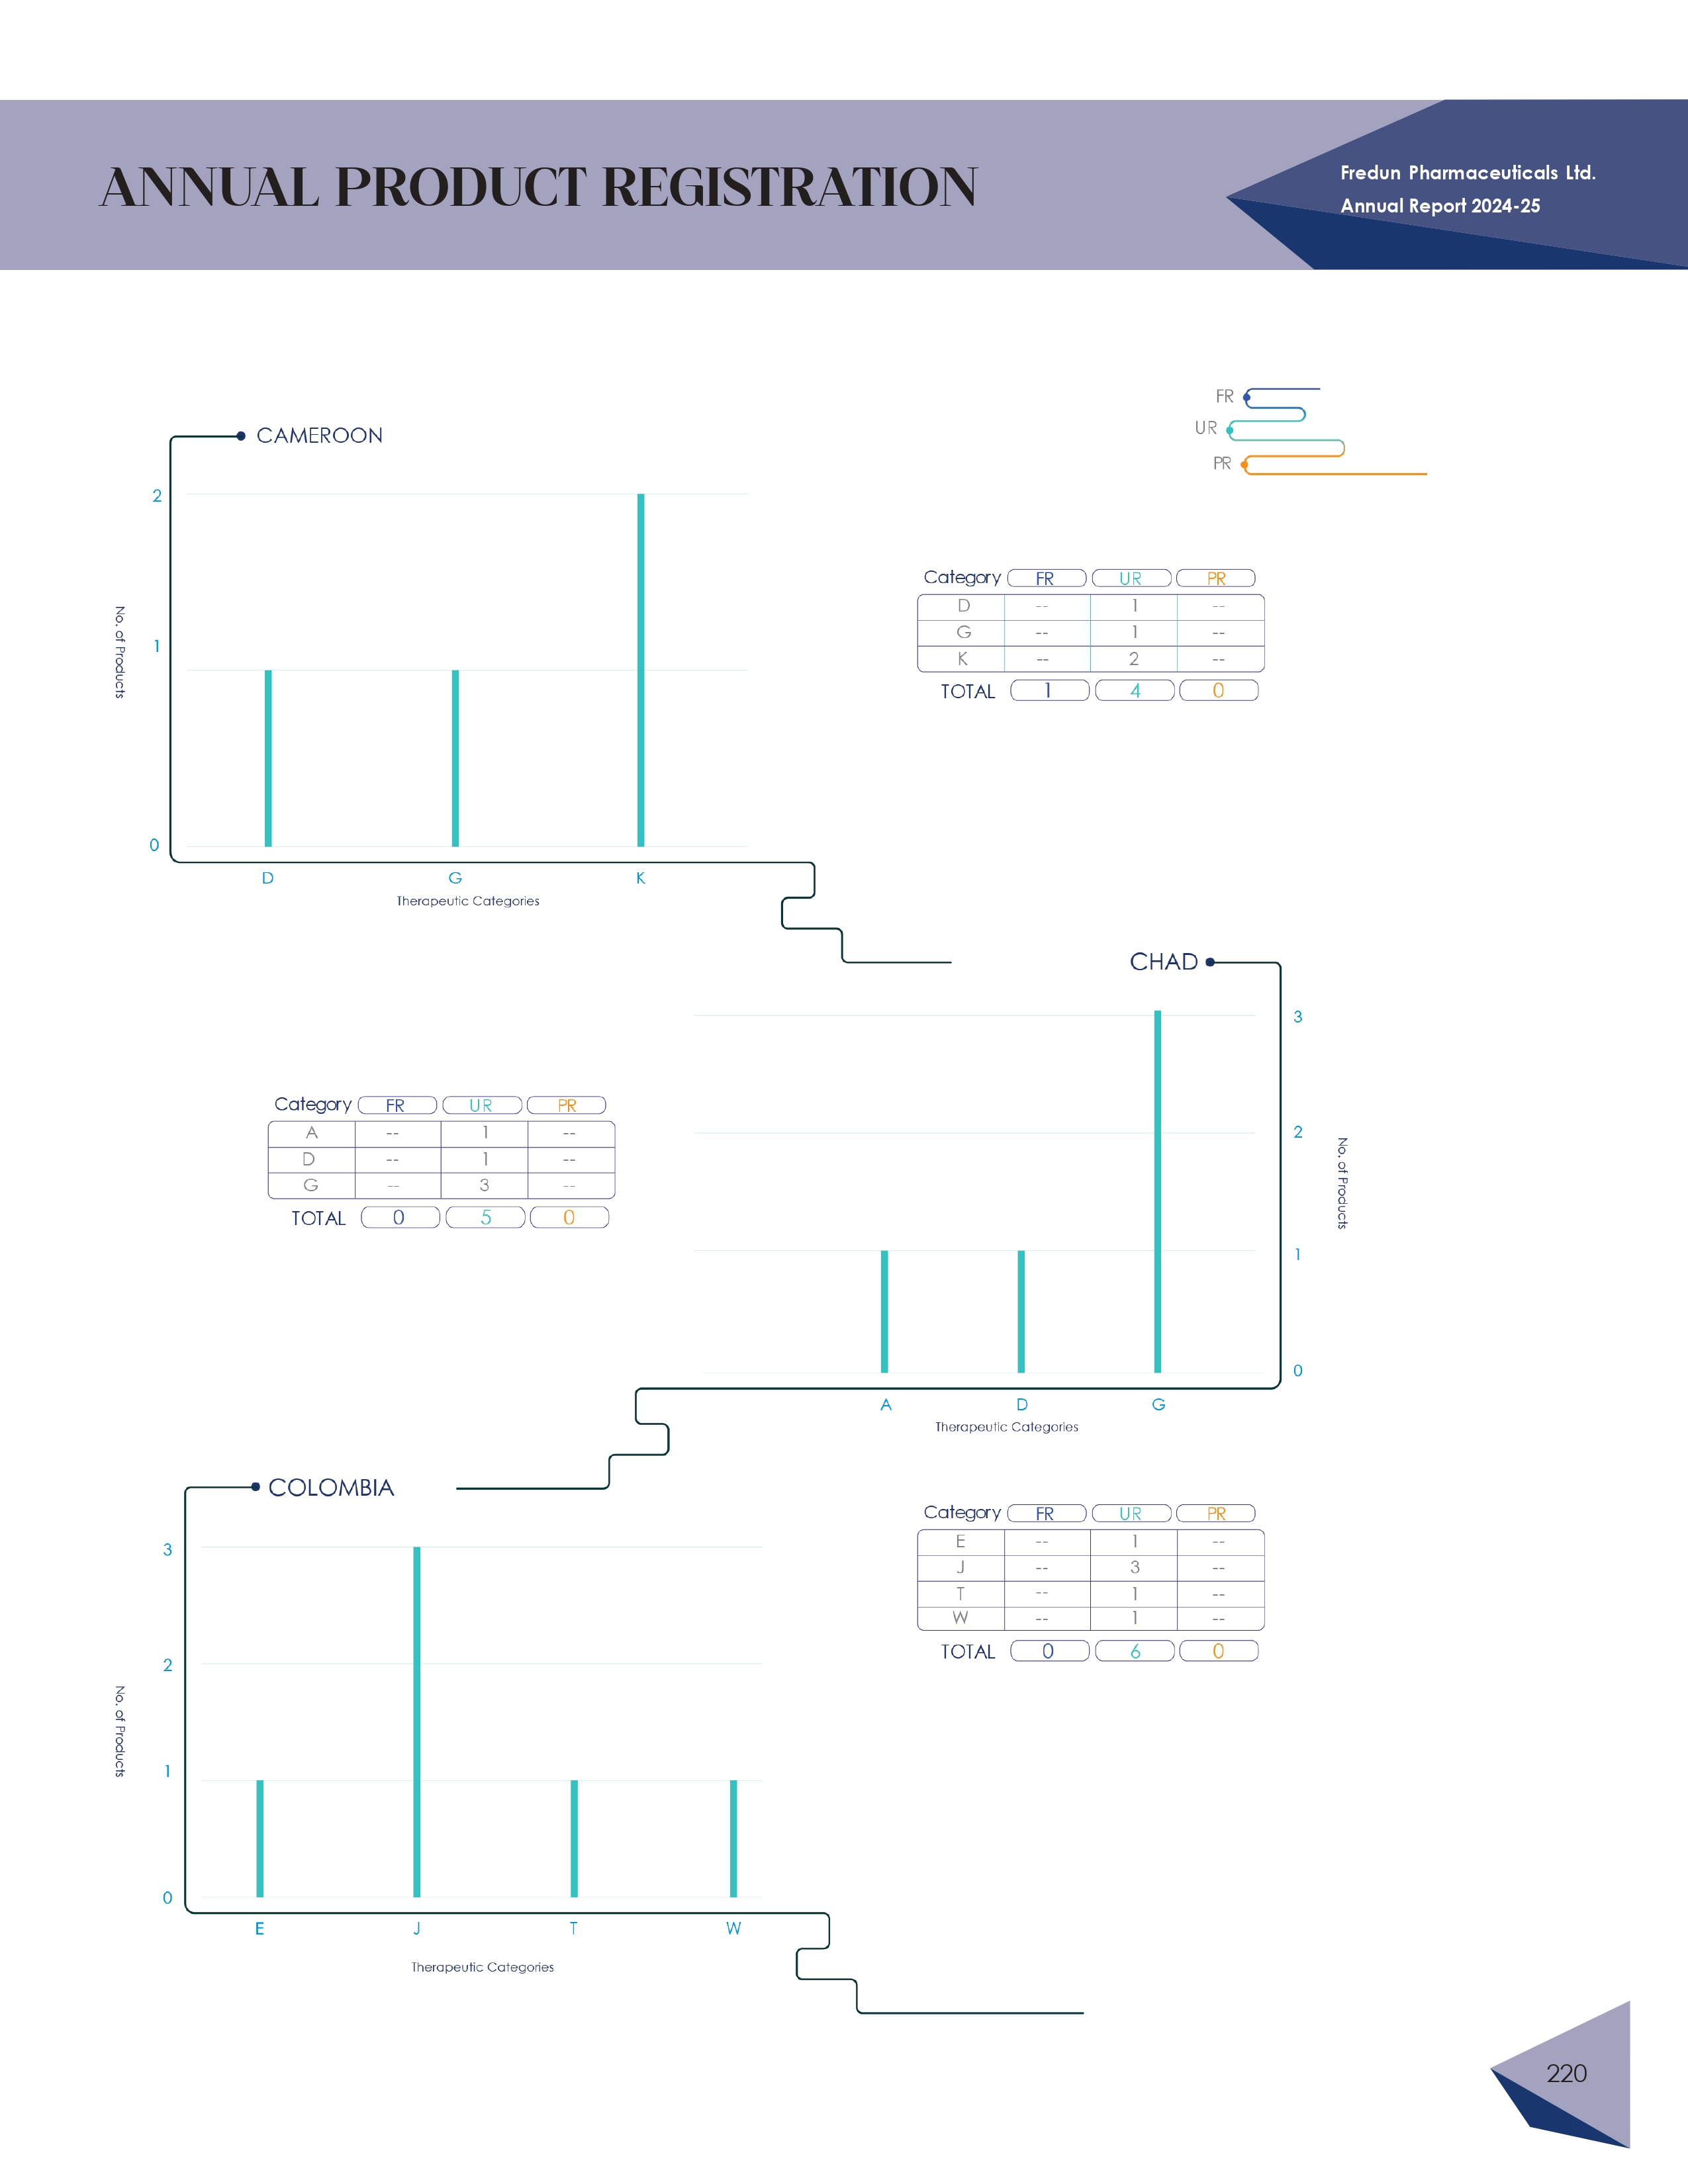 ANNUAL PRODUCT REGISTRATION
Fredun Pharmaceuticals Ltd.
Annual Report 2024-25
FR
UR
PR
CAMEROON
2
1
0
No. of Products
D G K
Therapeutic Categories
Category FR UR PR
D -- 1 --
G -- 1 --
K -- 2 --
TOTAL 1 4 0
CHAD
3
2
1
0
No. of Products
A D G
Therapeutic Categories
Category FR UR PR
A -- 1 --
D -- 1 --
G -- 3 --
TOTAL 0 5 0
COLOMBIA
3
2
1
0
No. of Products
E J T W
Therapeutic Categories
Category FR UR PR
E -- 1 --
J -- 3 --
T -- 1 --
W -- 1 --
TOTAL 0 6 0
220